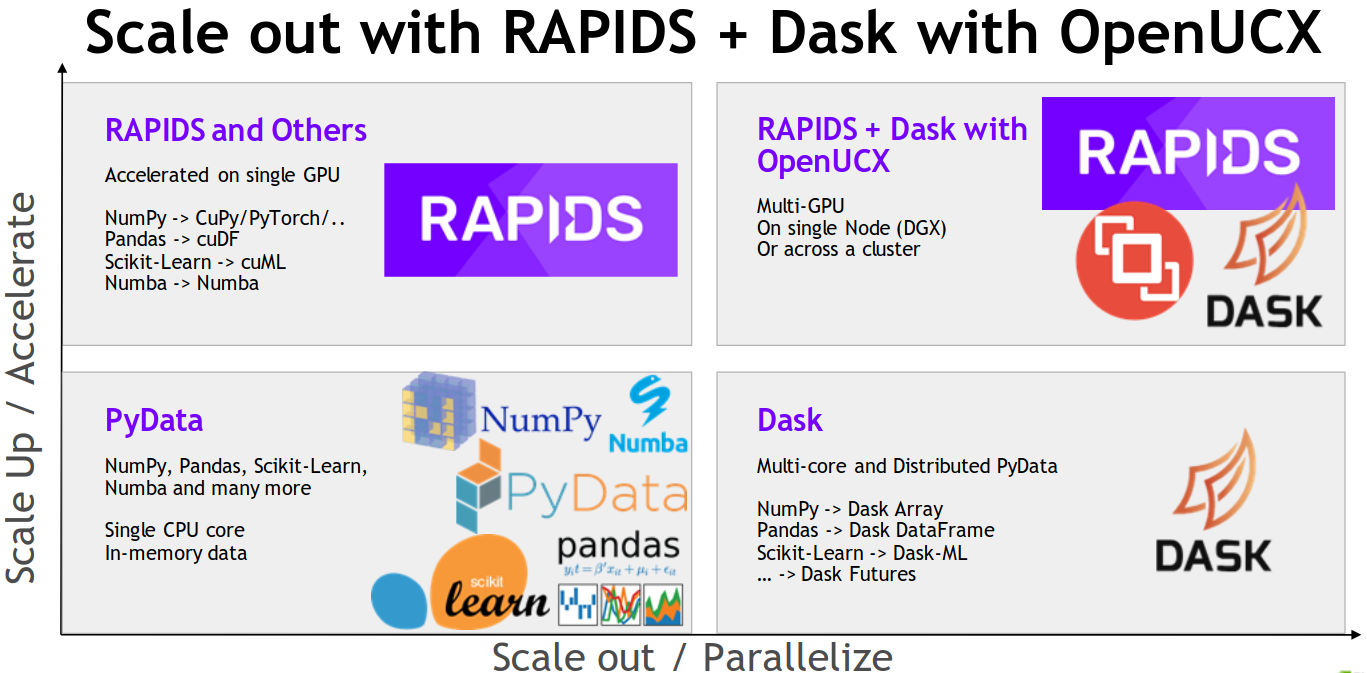 Scale out with RAPIDS + Dask with OpenUCX
Scale Up / Accelerate
RAPIDS and Others
Accelerated on single GPU
NumPy -> CuPy/PyTorch/..
Pandas -> cuDF
Scikit-Learn -> cuML
Numba -> Numba
RAPIDS
RAPIDS + Dask with
OpenUCX
Multi-GPU
On single Node (DGX)
Or across a cluster
RAPIDS
DASK
PyData
NumPy, Pandas, Scikit-Learn,
Numba and many more
Single CPU core
In-memory data
NumPy
Numba
PyData
pandas
yᵢt = β′xᵢt + μᵢ + ϵᵢt
scikit
learn
Dask
Multi-core and Distributed PyData
NumPy -> Dask Array
Pandas -> Dask DataFrame
Scikit-Learn -> Dask-ML
… -> Dask Futures
DASK
Scale out / Parallelize